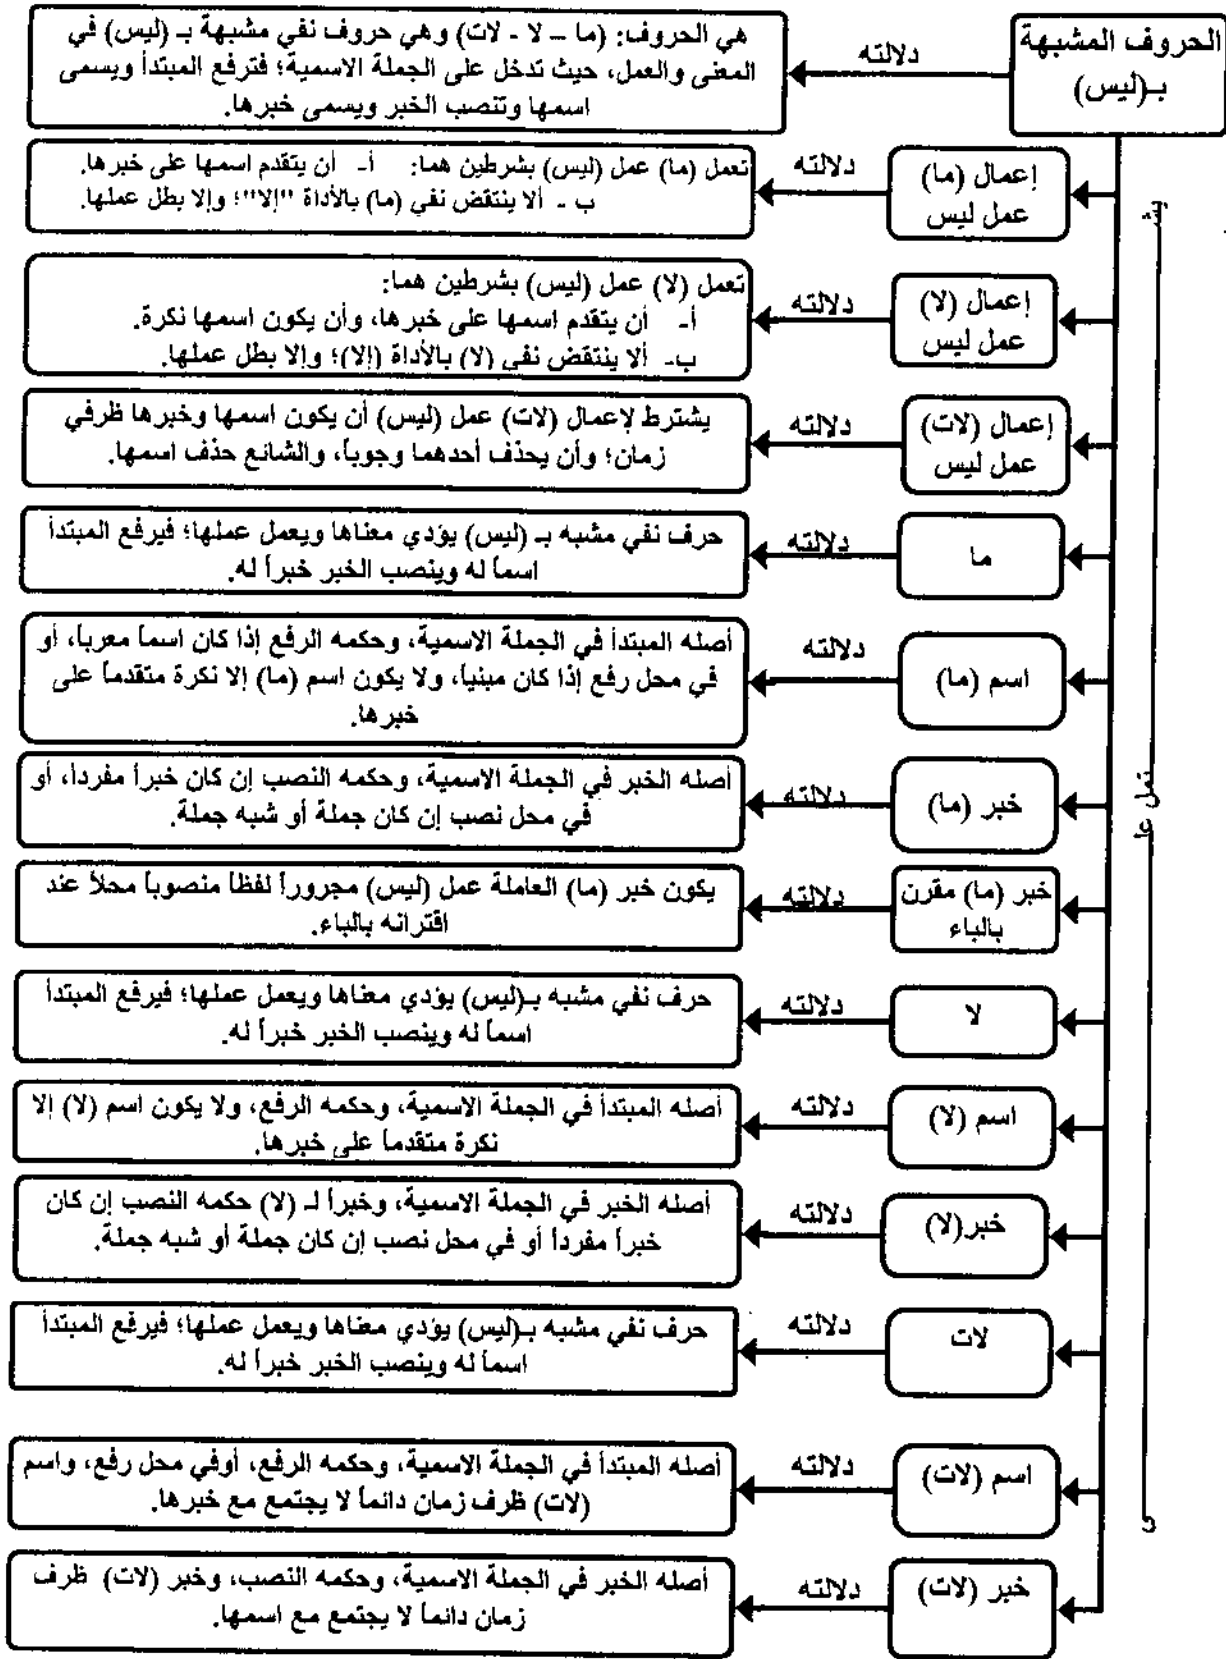 الحروف المشبهة
بـ(ليس)
دلالته
هي الحروف: (ما – لا - لات) وهي حروف نفي مشبهة بـ (ليس) في
المعنى والعمل، حيث تدخل على الجملة الاسمية؛ فترفع المبتدأ ويسمى
اسمها وتنصب الخبر ويسمى خبرها.
يشـ
تمل علـ
ى
إعمال (ما)
عمل ليس
دلالته
تعمل (ما) عمل (ليس) بشرطين هما: أ- أن يتقدم اسمها على خبرها.
ب - ألا ينتقض نفي (ما) بالأداة "إلا"؛ وإلا بطل عملها.
إعمال (لا)
عمل ليس
دلالته
تعمل (لا) عمل (ليس) بشرطين هما:
أ- أن يتقدم اسمها على خبرها، وأن يكون اسمها نكرة.
ب- ألا ينتقض نفي (لا) بالأداة (إلا)؛ وإلا بطل عملها.
إعمال (لات)
عمل ليس
دلالته
يشترط لإعمال (لات) عمل (ليس) أن يكون اسمها وخبرها ظرفي
زمان؛ وأن يحذف أحدهما وجوباً، والشائع حذف اسمها.
ما
دلالته
حرف نفي مشبه بـ (ليس) يؤدي معناها ويعمل عملها؛ فيرفع المبتدأ
اسماً له وينصب الخبر خبراً له.
اسم (ما)
دلالته
أصله المبتدأ في الجملة الاسمية، وحكمه الرفع إذا كان اسماً معرباً، أو
في محل رفع إذا كان مبنياً، ولا يكون اسم (ما) إلا نكرة متقدماً على
خبرها.
خبر (ما)
دلالته
أصله الخبر في الجملة الاسمية، وحكمه النصب إن كان خبراً مفرداً، أو
في محل نصب إن كان جملة أو شبه جملة.
خبر (ما) مقرن
بالباء
دلالته
يكون خبر (ما) العاملة عمل (ليس) مجروراً لفظاً منصوباً محلاً عند
اقترانه بالباء.
لا
دلالته
حرف نفي مشبه بـ(ليس) يؤدي معناها ويعمل عملها؛ فيرفع المبتدأ
اسماً له وينصب الخبر خبراً له.
اسم (لا)
دلالته
أصله المبتدأ في الجملة الاسمية، وحكمه الرفع، ولا يكون اسم (لا) إلا
نكرة متقدماً على خبرها.
خبر(لا)
دلالته
أصله الخبر في الجملة الاسمية، وخبراً لـ (لا) حكمه النصب إن كان
خبراً مفرداً أو في محل نصب إن كان جملة أو شبه جملة.
لات
دلالته
حرف نفي مشبه بـ(ليس) يؤدي معناها ويعمل عملها؛ فيرفع المبتدأ
اسماً له وينصب الخبر خبراً له.
اسم (لات)
دلالته
أصله المبتدأ في الجملة الاسمية، وحكمه الرفع، أوفي محل رفع، واسم
(لات) ظرف زمان دائماً لا يجتمع مع خبرها.
خبر (لات)
دلالته
أصله الخبر في الجملة الاسمية، وحكمه النصب، وخبر (لات) ظرف
زمان دائماً لا يجتمع مع اسمها.